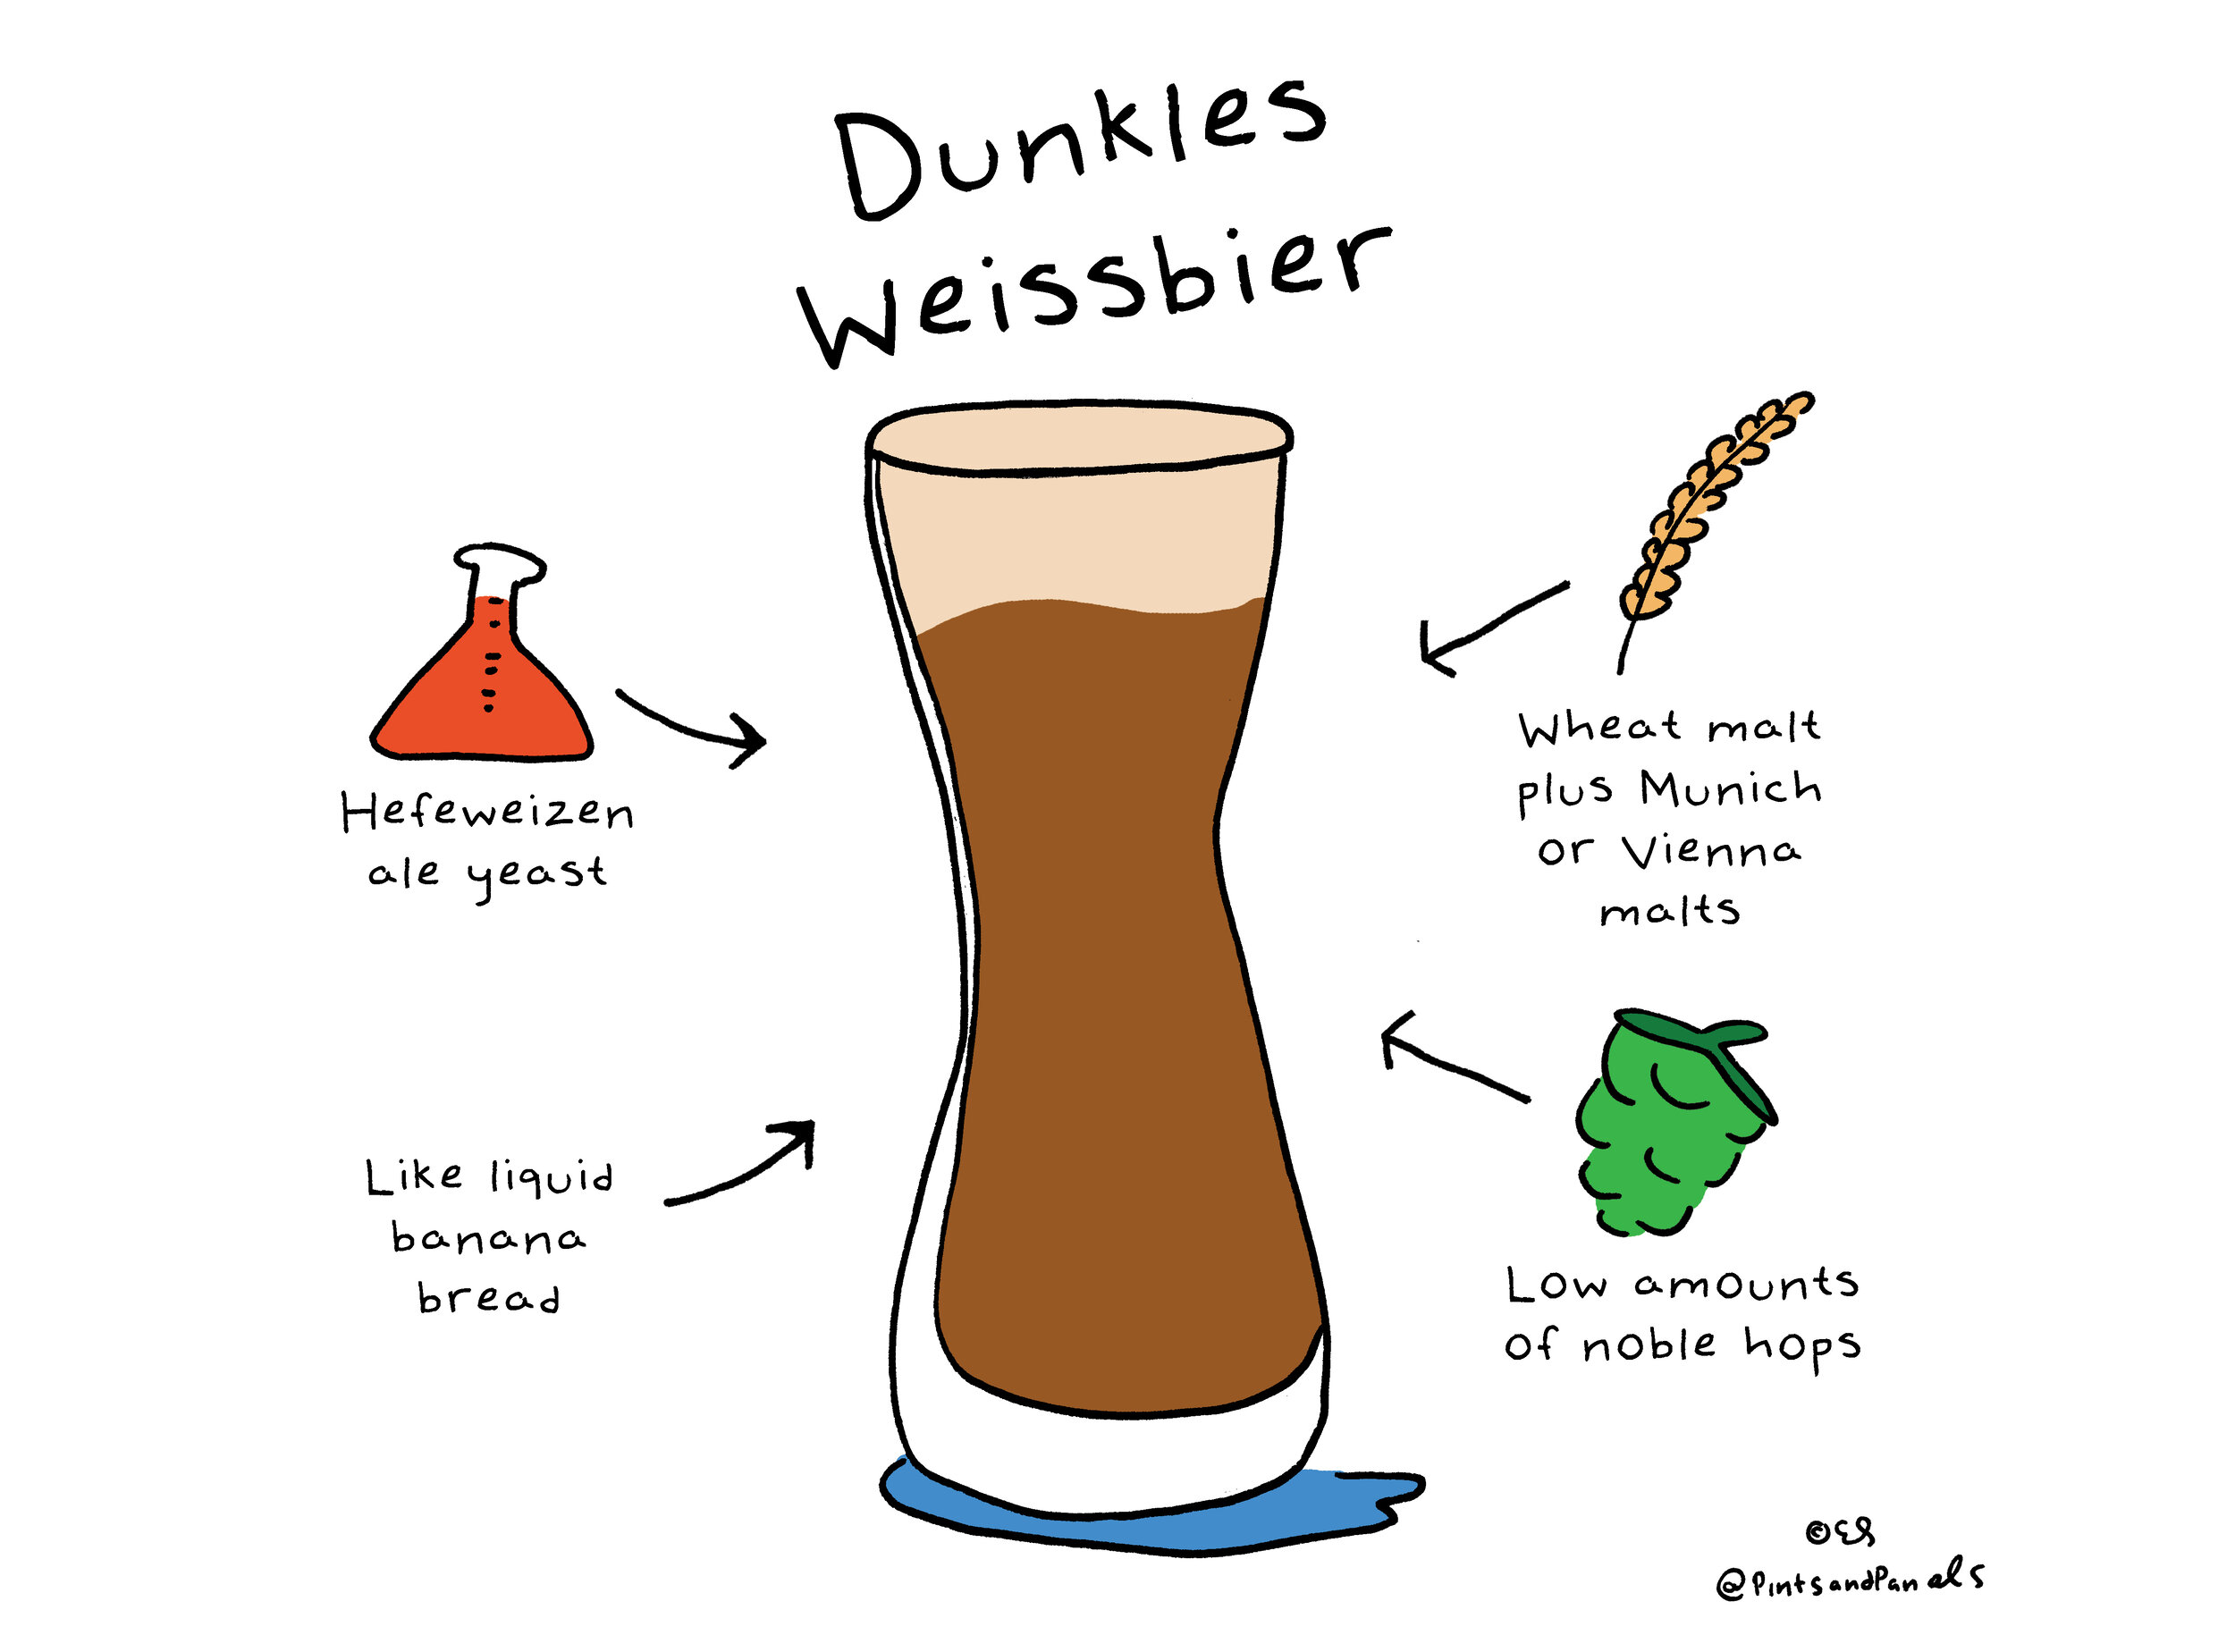 Dunkles
Weissbier
Hefeweizen
ale yeast
Wheat malt
plus Munich
or Vienna
malts
Like liquid
banana
bread
Low amounts
of noble hops
@PintsandPanels